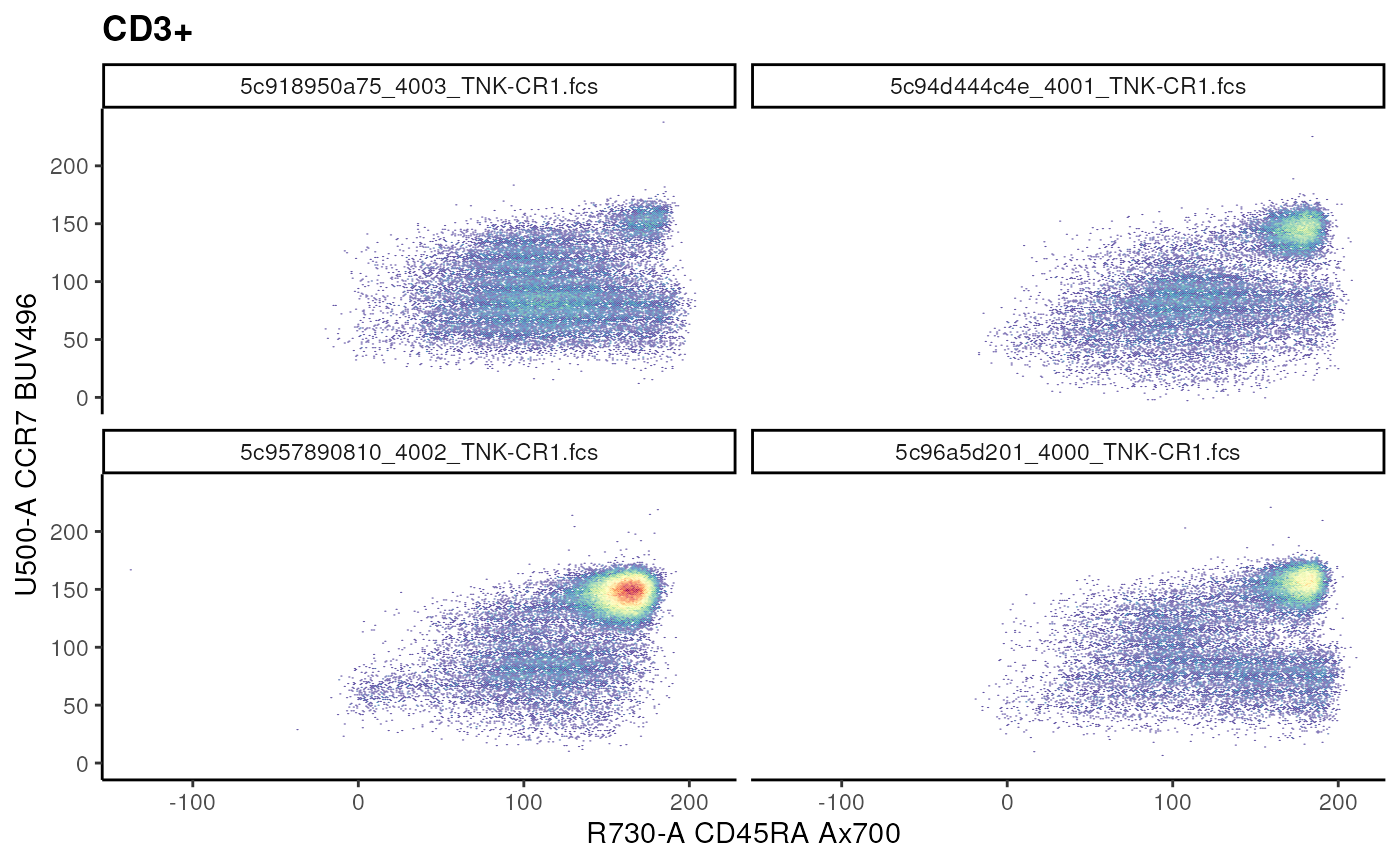 CD3+
5c918950a75_4003_TNK-CR1.fcs
5c94d444c4e_4001_TNK-CR1.fcs
200
150
100
50
0
5c957890810_4002_TNK-CR1.fcs
5c96a5d201_4000_TNK-CR1.fcs
200
150
100
50
0
U500-A CCR7 BUV496
-100 0 100 200
-100 0 100 200
R730-A CD45RA Ax700